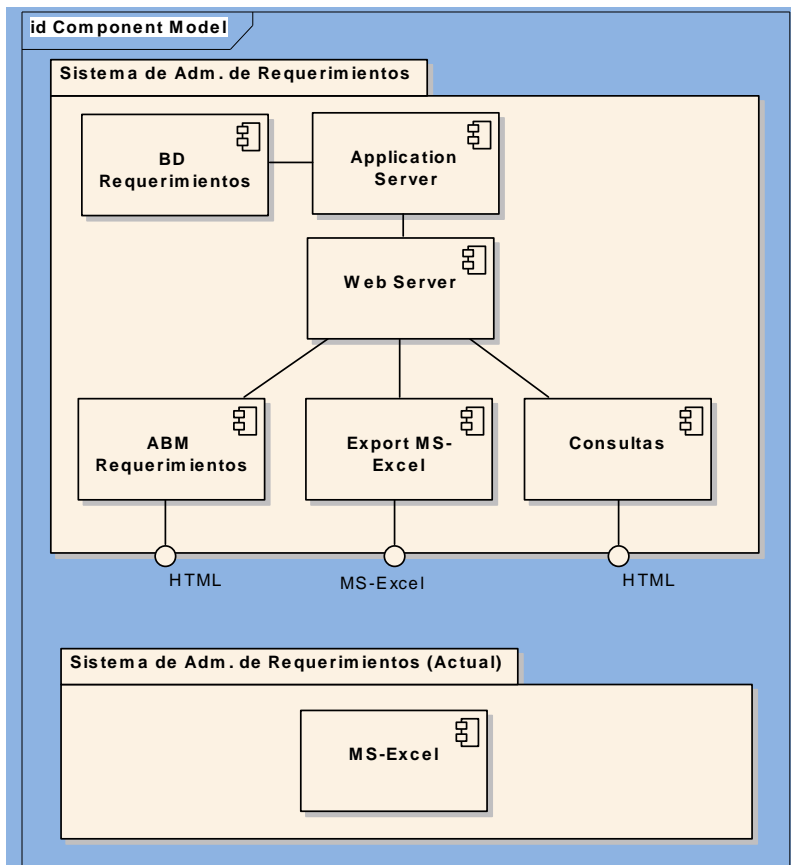 id Component Model
Sistema de Adm. de Requerimientos
BD
Requerimientos
Application
Server
Web Server
ABM
Requerimientos
Export MS-
Excel
Consultas
HTML
MS-Excel
HTML
Sistema de Adm. de Requerimientos (Actual)
MS-Excel